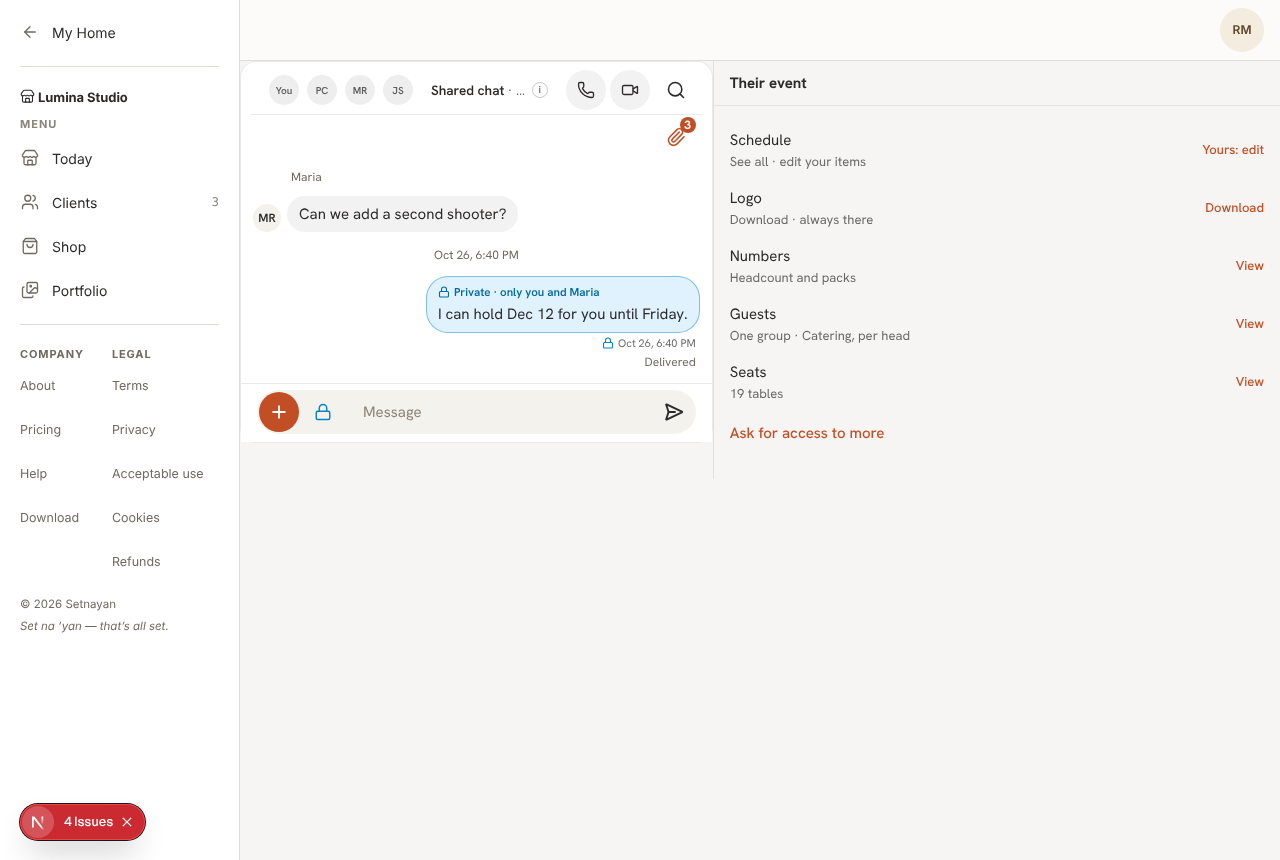 My Home
RM
Lumina Studio
MENU
Today
Clients 3
Shop
Portfolio
COMPANY LEGAL
About Terms
Pricing Privacy
Help Acceptable use
Download Cookies
Refunds
© 2026 Setnayan
Set na 'yan — that's all set.
N 4 Issues
You PC MR JS Shared chat · ... i
3
Maria
MR Can we add a second shooter?
Oct 26, 6:40 PM
Private · only you and Maria
I can hold Dec 12 for you until Friday.
Oct 26, 6:40 PM
Delivered
Message
Their event
Schedule
See all · edit your items
Yours: edit
Logo
Download · always there
Download
Numbers
Headcount and packs
View
Guests
One group · Catering, per head
View
Seats
19 tables
View
Ask for access to more